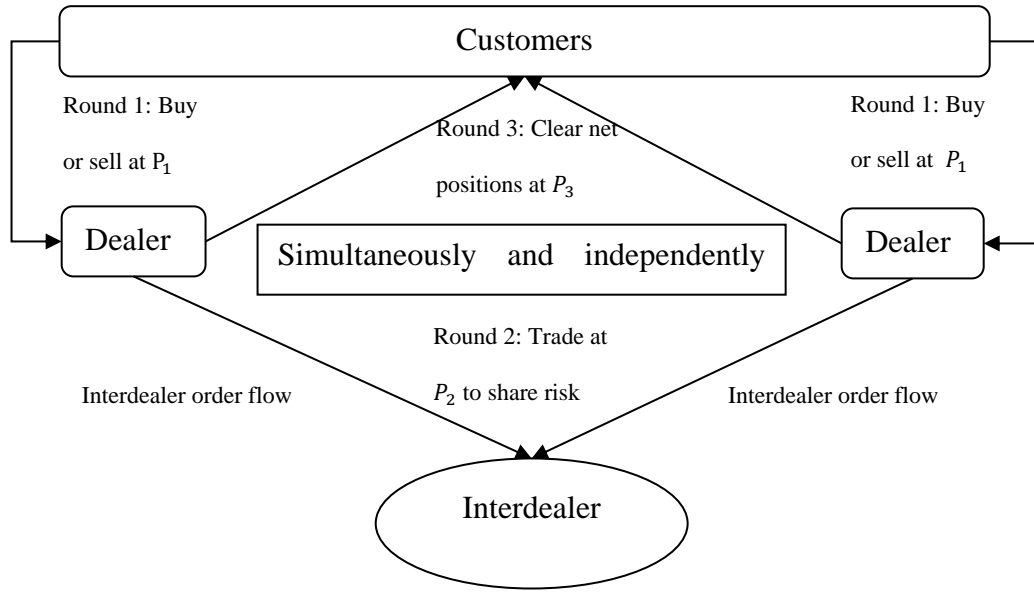 Customers
Round 1: Buy
or sell at P₁
Round 3: Clear net
positions at 𝑃₃
Round 1: Buy
or sell at 𝑃₁
Dealer
Simultaneously and independently
Dealer
Round 2: Trade at
𝑃₂ to share risk
Interdealer order flow
Interdealer order flow
Interdealer